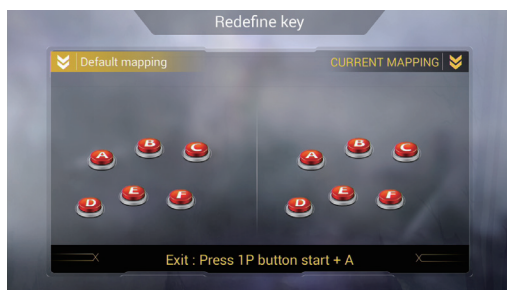 Redefine key
Default mapping
CURRENT MAPPING
A B C
D E F
A B C
D E F
Exit : Press 1P button start + A